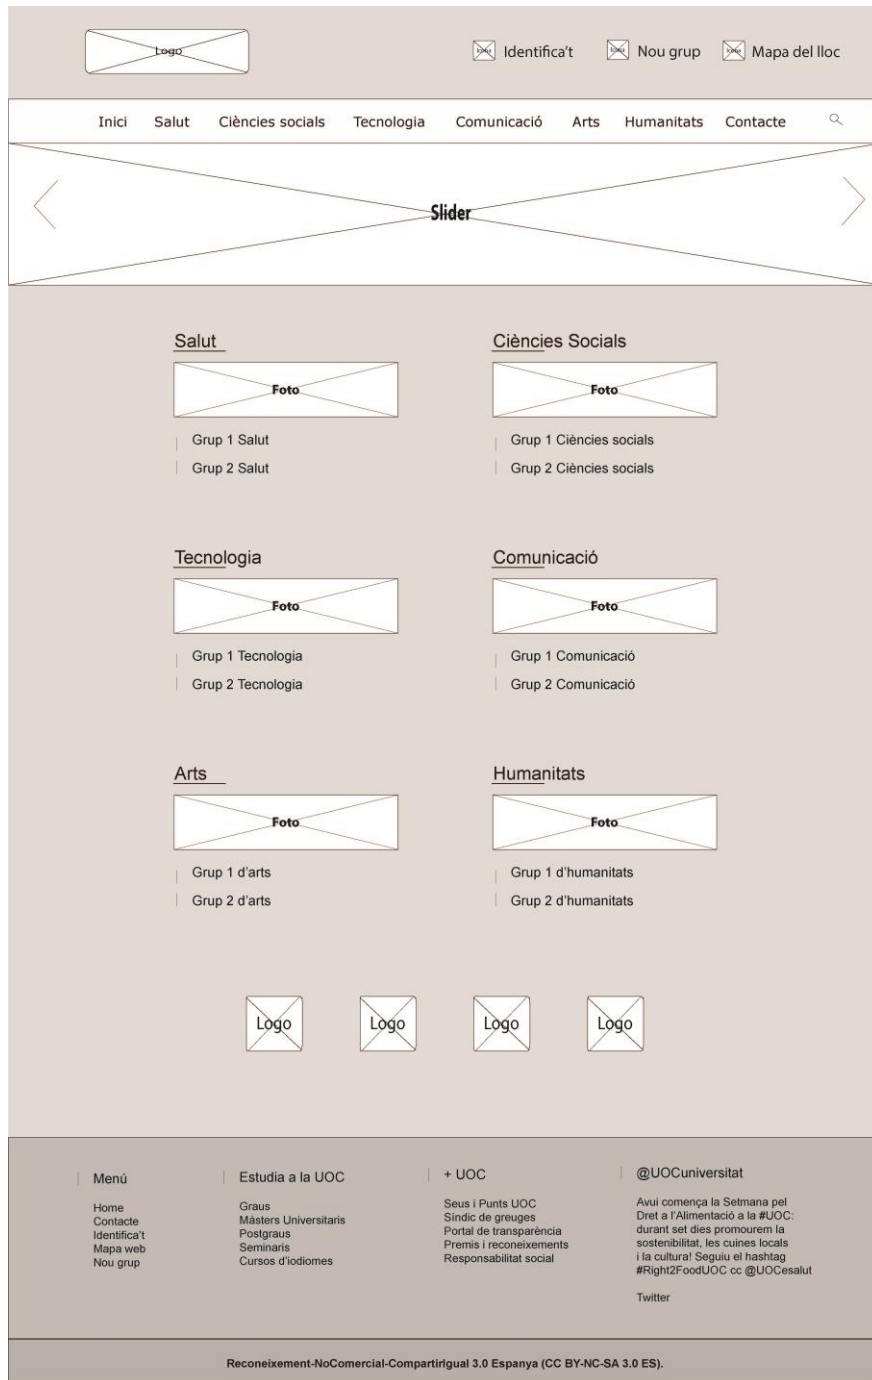 Logo
Icona Identifica't Icona Nou grup Icona Mapa del lloc
Inici Salut Ciències socials Tecnologia Comunicació Arts Humanitats Contacte
Slider
Salut
Foto
Grup 1 Salut
Grup 2 Salut
Ciències Socials
Foto
Grup 1 Ciències socials
Grup 2 Ciències socials
Tecnologia
Foto
Grup 1 Tecnologia
Grup 2 Tecnologia
Comunicació
Foto
Grup 1 Comunicació
Grup 2 Comunicació
Arts
Foto
Grup 1 d'arts
Grup 2 d'arts
Humanitats
Foto
Grup 1 d'humanitats
Grup 2 d'humanitats
Logo Logo Logo Logo
Menú
Home
Contacte
Identifica't
Mapa web
Nou grup
Estudia a la UOC
Graus
Màsters Universitaris
Postgraus
Seminaris
Cursos d'iodiomes
+ UOC
Seus i Punts UOC
Síndic de greuges
Portal de transparència
Premis i reconeixements
Responsabilitat social
@UOCuniversitat
Avui comença la Setmana pel
Dret a l'Alimentació a la #UOC:
durant set dies promourem la
sostenibilitat, les cuines locals
i la cultura! Seguiu el hashtag
#Right2FoodUOC cc @UOCesalut
Twitter
Reconeixement-NoComercial-CompartirIgual 3.0 Espanya (CC BY-NC-SA 3.0 ES).